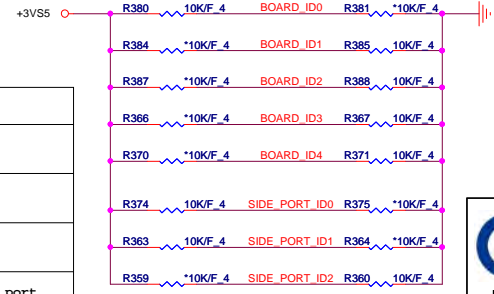 +3VS5 R380 10K/F_4 BOARD_ID0 R381 *10K/F_4
R384 *10K/F_4 BOARD_ID1 R385 10K/F_4
R387 *10K/F_4 BOARD_ID2 R388 10K/F_4
R366 *10K/F_4 BOARD_ID3 R367 10K/F_4
R370 *10K/F_4 BOARD_ID4 R371 10K/F_4
R374 10K/F_4 SIDE_PORT_ID0 R375 *10K/F_4
R363 10K/F_4 SIDE_PORT_ID1 R364 *10K/F_4
R359 *10K/F_4 SIDE_PORT_ID2 R360 10K/F_4
port